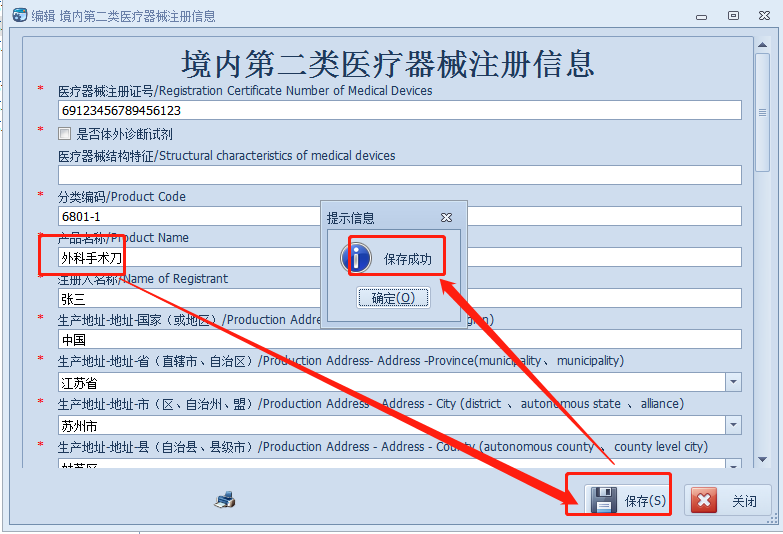 编辑 境内第二类医疗器械注册信息
境内第二类医疗器械注册信息
* 医疗器械注册证号/Registration Certificate Number of Medical Devices
69123456789456123
* 是否体外诊断试剂
医疗器械结构特征/Structural characteristics of medical devices
* 分类编码/Product Code
6801-1
* 产品名称/Product Name
外科手术刀
* 注册人名称/Name of Registrant
张三
* 生产地址-地址-国家（或地区）/Production Addre
中国
* 生产地址-地址-省（直辖市、自治区）/Production Address- Address -Province(municipality、municipality)
江苏省
* 生产地址-地址-市（区、自治州、盟）/Production Address - Address - City (district 、autonomous state 、alliance)
苏州市
* 生产地址-地址-县（自治县、县级市）/Production Address - Address - County (autonomous county 、county level city)
姑苏区
提示信息
保存成功
确定(O)
保存(S)
关闭